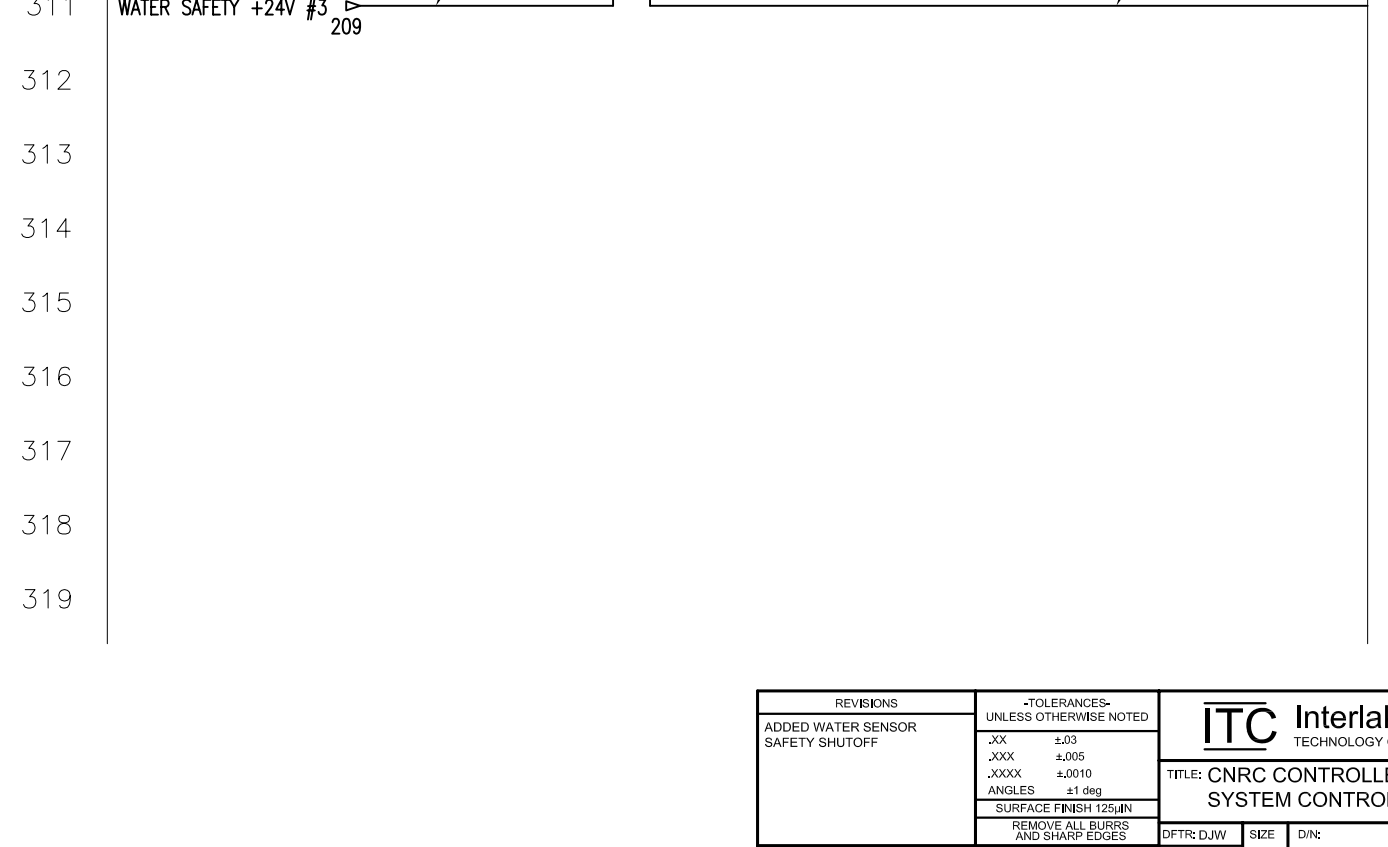 311 WATER SAFETY +24V #3
209
312
313
314
315
316
317
318
319
REVISIONS
ADDED WATER SENSOR
SAFETY SHUTOFF
-TOLERANCES-
UNLESS OTHERWISE NOTED
.XX ±.03
.XXX ±.005
.XXXX ±.0010
ANGLES ±1 deg
SURFACE FINISH 125µIN
REMOVE ALL BURRS
AND SHARP EDGES
ITC
TECHNOLOGY
TITLE: CNRC
SYSTEM
DFTR: DJW SIZE D/N: